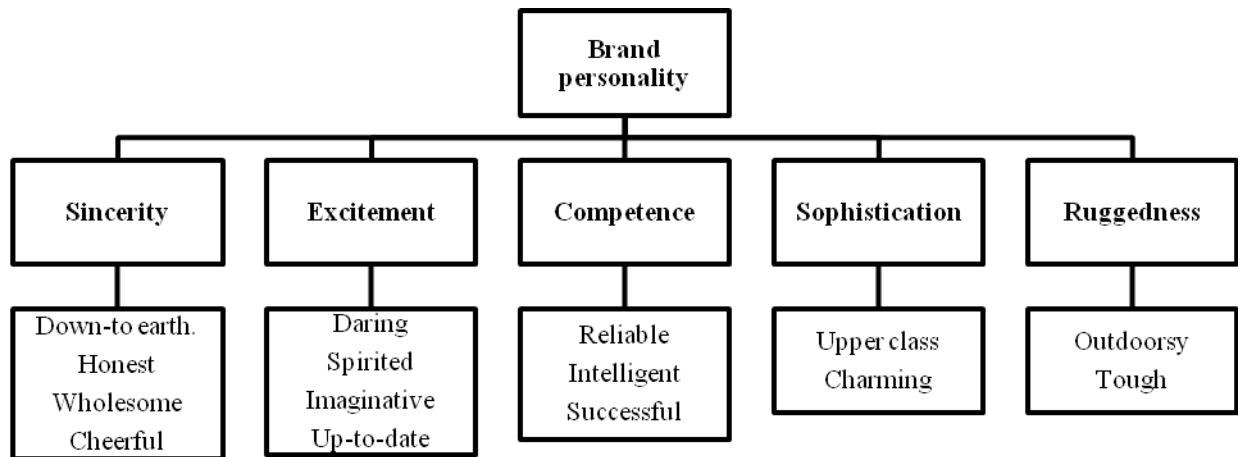 Brand
personality
Sincerity
Excitement
Competence
Sophistication
Ruggedness
Down-to earth.
Honest
Wholesome
Cheerful
Daring
Spirited
Imaginative
Up-to-date
Reliable
Intelligent
Successful
Upper class
Charming
Outdoorsy
Tough